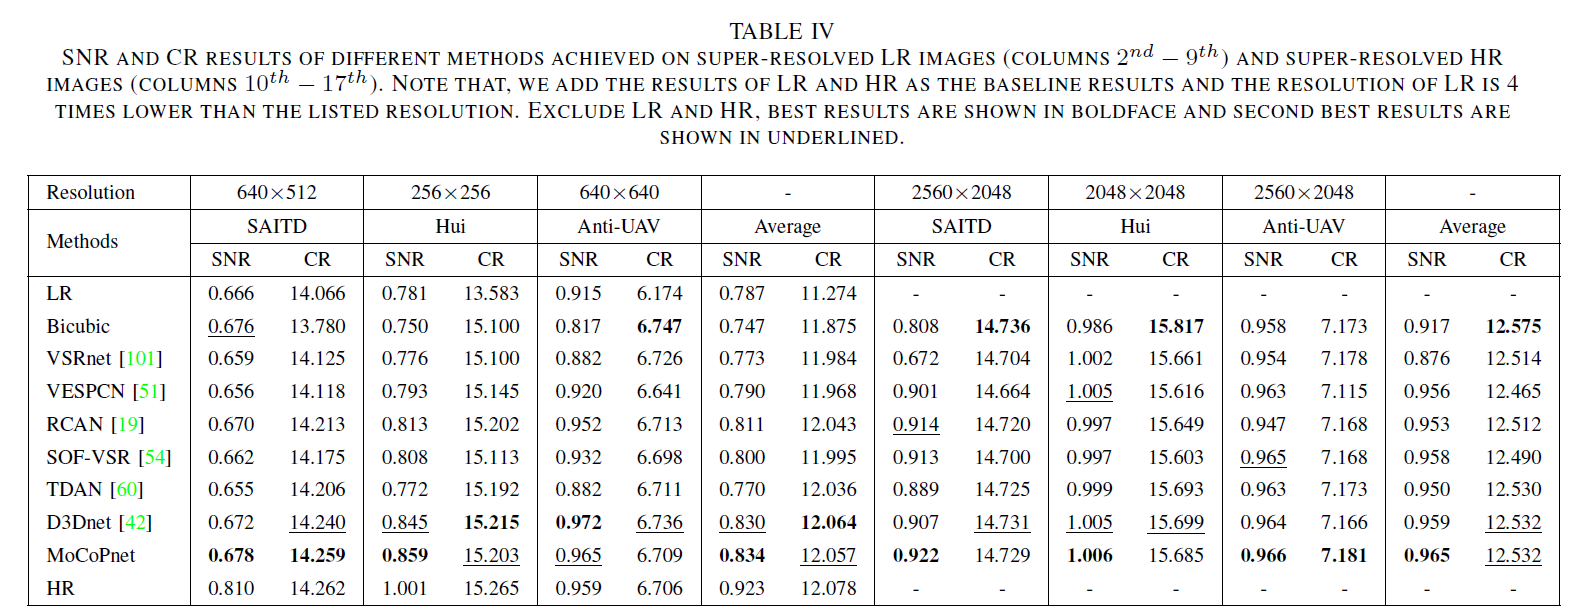 TABLE IV
SNR AND CR RESULTS OF DIFFERENT METHODS ACHIEVED ON SUPER-RESOLVED LR IMAGES (COLUMNS 2nd − 9th) AND SUPER-RESOLVED HR
IMAGES (COLUMNS 10th − 17th). NOTE THAT, WE ADD THE RESULTS OF LR AND HR AS THE BASELINE RESULTS AND THE RESOLUTION OF LR IS 4
TIMES LOWER THAN THE LISTED RESOLUTION. EXCLUDE LR AND HR, BEST RESULTS ARE SHOWN IN BOLDFACE AND SECOND BEST RESULTS ARE
SHOWN IN UNDERLINED.
Resolution 640×512 256×256 640×640 - 2560×2048 2048×2048 2560×2048 -
Methods SAITD Hui Anti-UAV Average SAITD Hui Anti-UAV Average
SNR CR SNR CR SNR CR SNR CR SNR CR SNR CR SNR CR SNR CR
LR 0.666 14.066 0.781 13.583 0.915 6.174 0.787 11.274 - - - - - - - -
Bicubic 0.676 13.780 0.750 15.100 0.817 6.747 0.747 11.875 0.808 14.736 0.986 15.817 0.958 7.173 0.917 12.575
VSRnet [101] 0.659 14.125 0.776 15.100 0.882 6.726 0.773 11.984 0.672 14.704 1.002 15.661 0.954 7.178 0.876 12.514
VESPCN [51] 0.656 14.118 0.793 15.145 0.920 6.641 0.790 11.968 0.901 14.664 1.005 15.616 0.963 7.115 0.956 12.465
RCAN [19] 0.670 14.213 0.813 15.202 0.952 6.713 0.811 12.043 0.914 14.720 0.997 15.649 0.947 7.168 0.953 12.512
SOF-VSR [54] 0.662 14.175 0.808 15.113 0.932 6.698 0.800 11.995 0.913 14.700 0.997 15.603 0.965 7.168 0.958 12.490
TDAN [60] 0.655 14.206 0.772 15.192 0.882 6.711 0.770 12.036 0.889 14.725 0.999 15.693 0.963 7.173 0.950 12.530
D3Dnet [42] 0.672 14.240 0.845 15.215 0.972 6.736 0.830 12.064 0.907 14.731 1.005 15.699 0.964 7.166 0.959 12.532
MoCoPnet 0.678 14.259 0.859 15.203 0.965 6.709 0.834 12.057 0.922 14.729 1.006 15.685 0.966 7.181 0.965 12.532
HR 0.810 14.262 1.001 15.265 0.959 6.706 0.923 12.078 - - - - - - - -